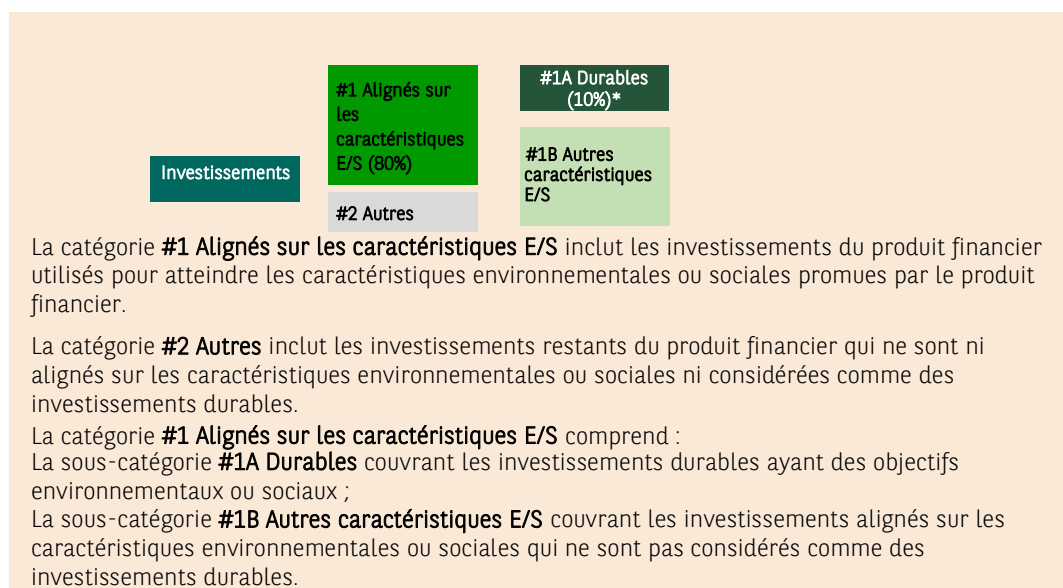 #1 Alignés sur
les
caractéristiques
E/S (80%)
#1A Durables
(10%)*
#1B Autres
caractéristiques
E/S
Investissements
#2 Autres
La catégorie #1 Alignés sur les caractéristiques E/S inclut les investissements du produit financier
utilisés pour atteindre les caractéristiques environnementales ou sociales promues par le produit
financier.
La catégorie #2 Autres inclut les investissements restants du produit financier qui ne sont ni
alignés sur les caractéristiques environnementales ou sociales ni considérées comme des
investissements durables.
La catégorie #1 Alignés sur les caractéristiques E/S comprend :
La sous-catégorie #1A Durables couvrant les investissements durables ayant des objectifs
environnementaux ou sociaux ;
La sous-catégorie #1B Autres caractéristiques E/S couvrant les investissements alignés sur les
caractéristiques environnementales ou sociales qui ne sont pas considérés comme des
investissements durables.